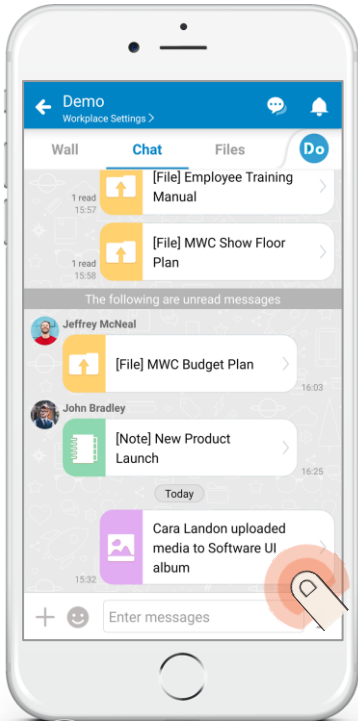 Demo
Workplace Settings >
Wall
Chat
Files
Do
[File] Employee Training
Manual
1 read
15:57
[File] MWC Show Floor
Plan
1 read
15:58
The following are unread messages
Jeffrey McNeal
[File] MWC Budget Plan
16:03
John Bradley
[Note] New Product
Launch
16:25
Today
Cara Landon uploaded
media to Software UI
album
15:32
Enter messages